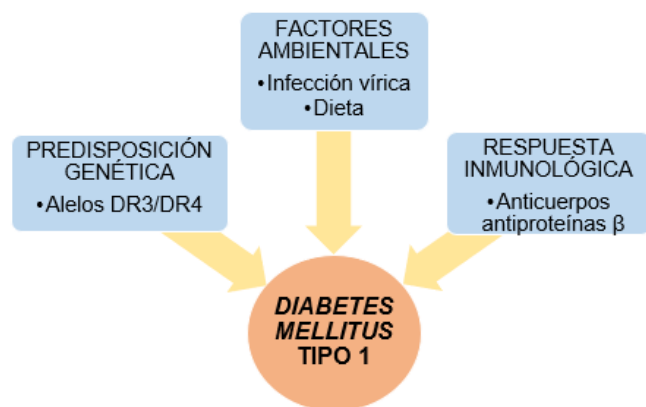 FACTORES
AMBIENTALES
•Infección vírica
•Dieta
PREDISPOSICIÓN
GENÉTICA
•Alelos DR3/DR4
RESPUESTA
INMUNOLÓGICA
•Anticuerpos
antiproteínas β
DIABETES
MELLITUS
TIPO 1